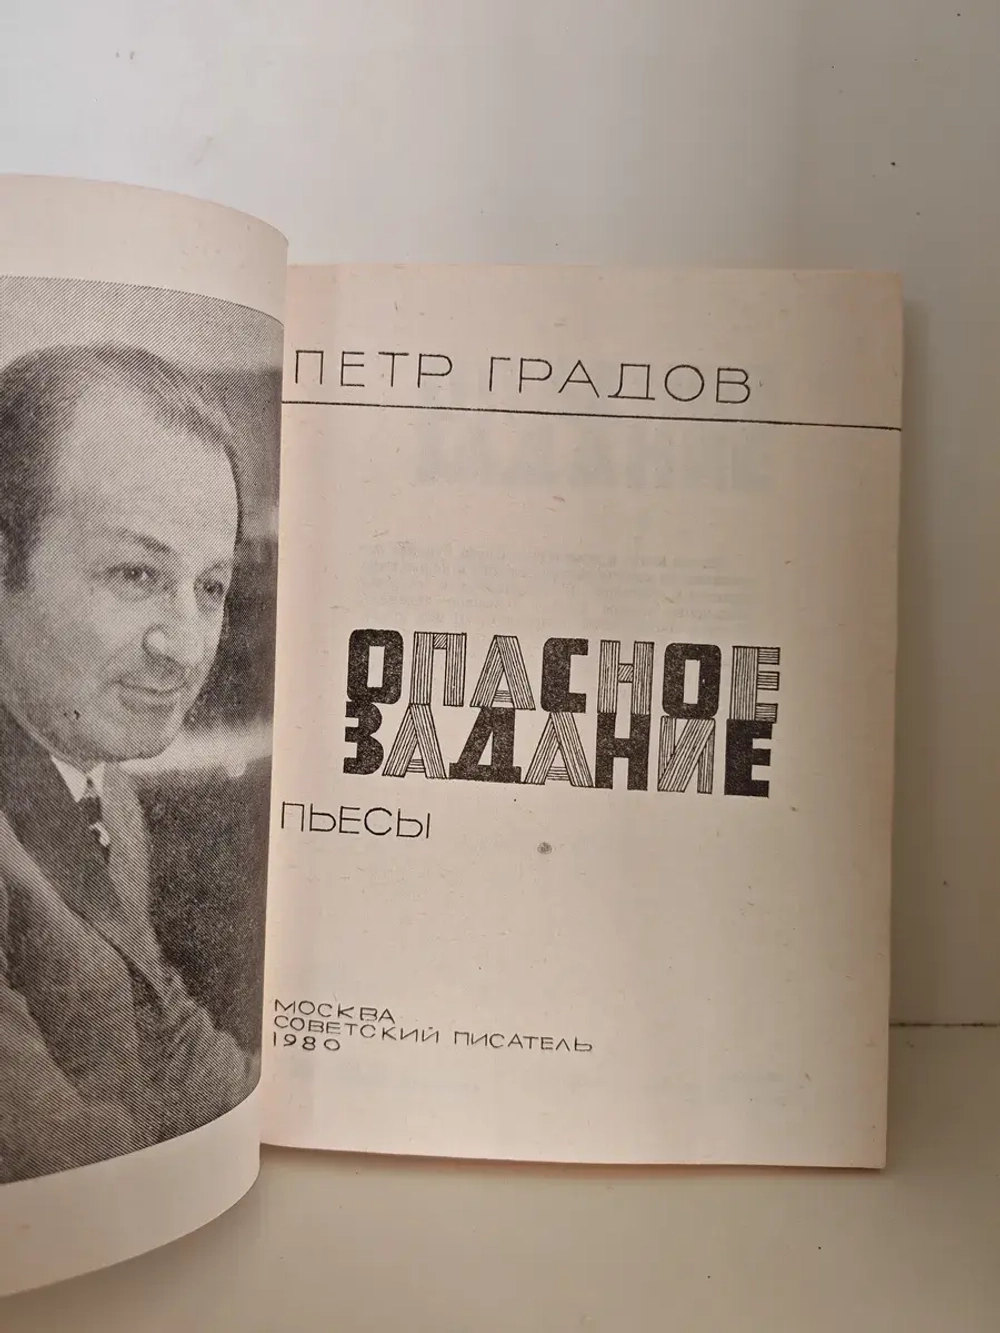 ПЕТР ГРАДОВ
ОПАСНОЕ
ЗАДАНИЕ
ПЬЕСЫ
МОСКВА
СОВЕТСКИЙ ПИСАТЕЛЬ
1980